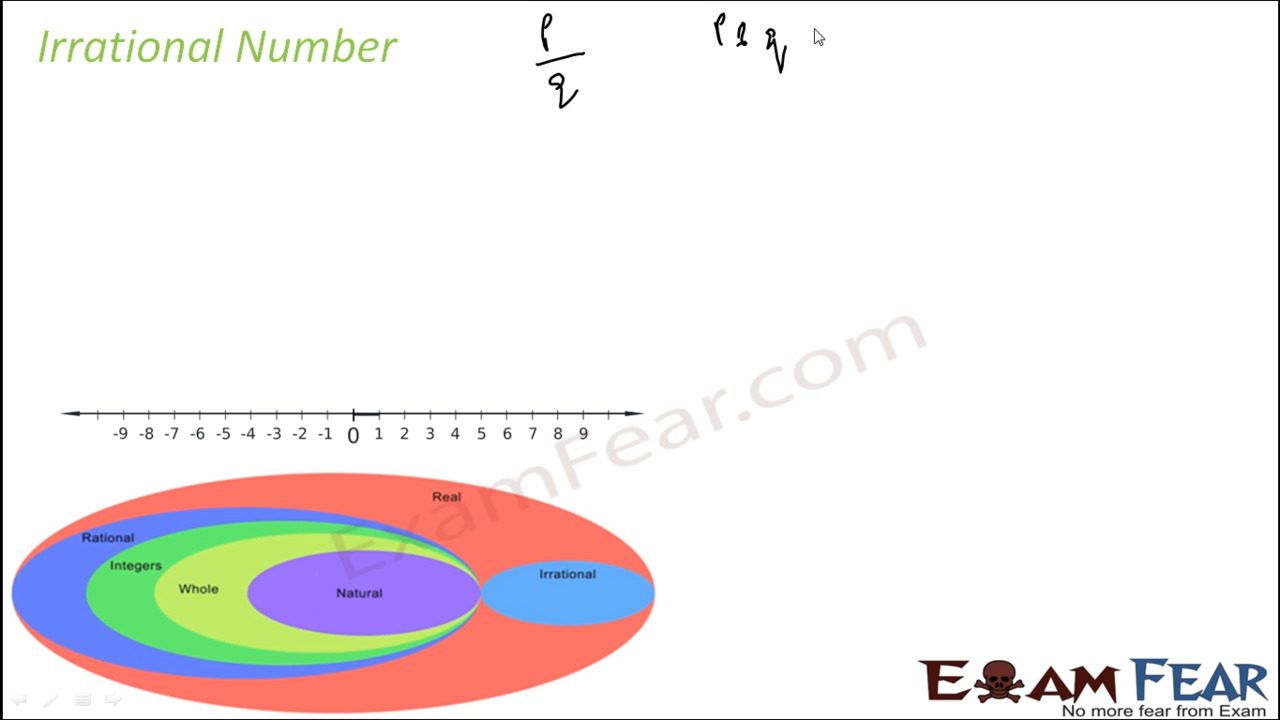 Irrational Number
p
q
p & q
-9 -8 -7 -6 -5 -4 -3 -2 -1 0 1 2 3 4 5 6 7 8 9
Real
Rational
Integers
Whole
Natural
Irrational
ExamFear.com
EXAM FEAR
No more fear from Exam